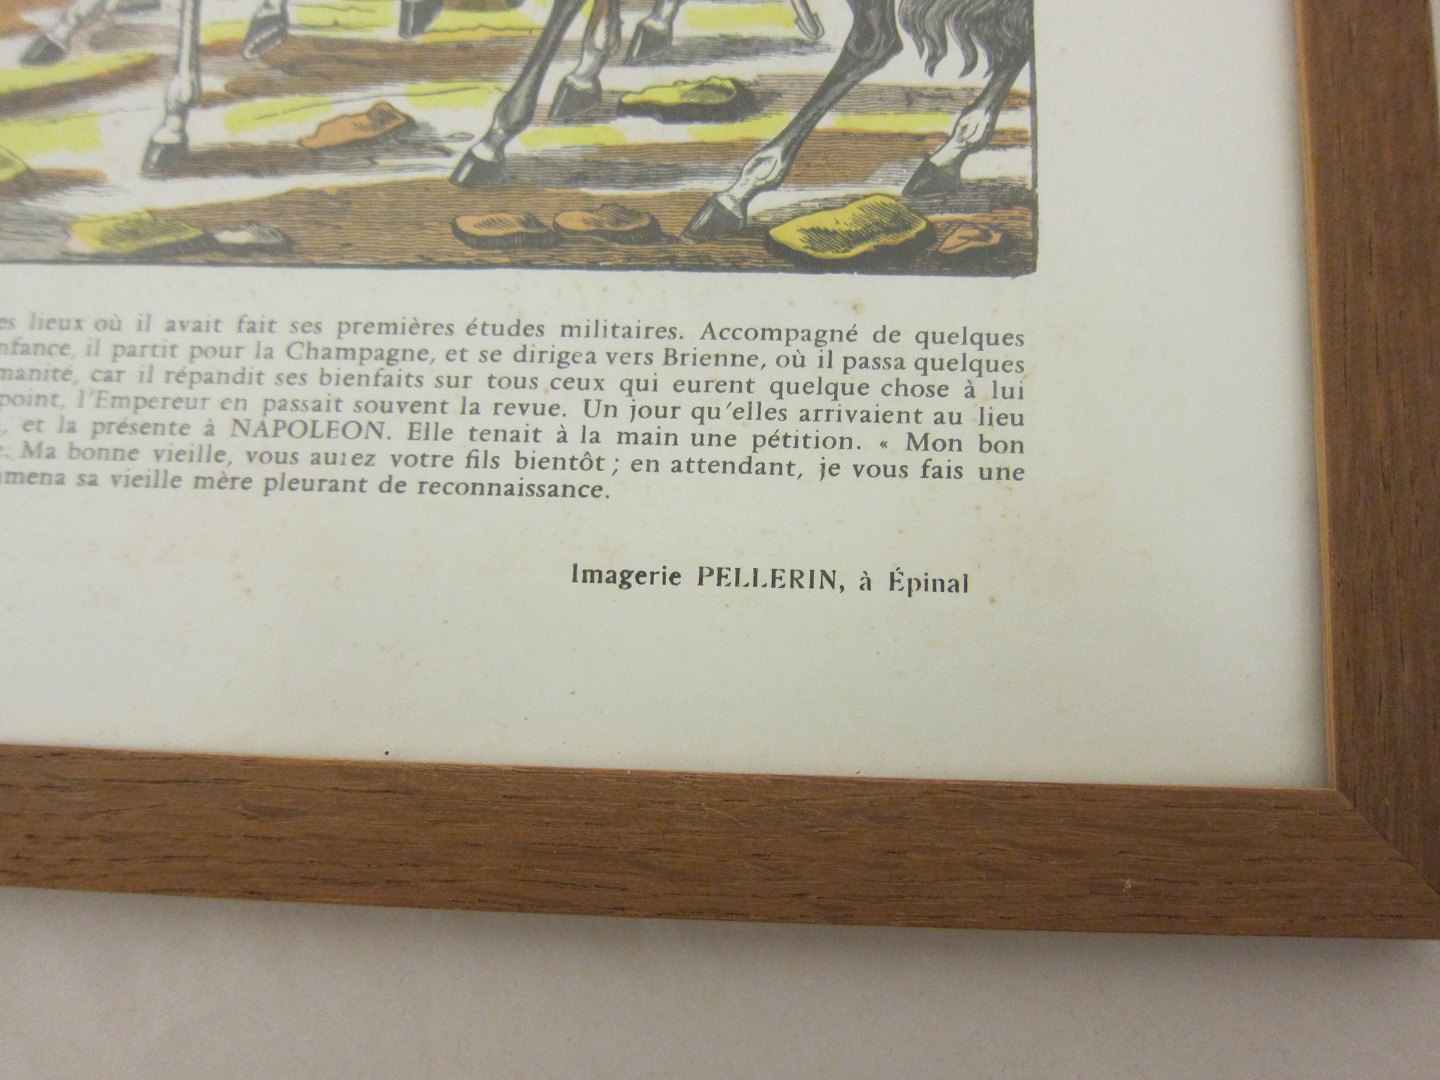 es lieux où il avait fait ses premières études militaires. Accompagné de quelques
nfance, il partit pour la Champagne, et se dirigea vers Brienne, où il passa quelques
manité, car il répandit ses bienfaits sur tous ceux qui eurent quelque chose à lui
point, l'Empereur en passait souvent la revue. Un jour qu'elles arrivaient au lieu
, et la présente à NAPOLEON. Elle tenait à la main une pétition. « Mon bon
. Ma bonne vieille, vous aurez votre fils bientôt ; en attendant, je vous fais une
mena sa vieille mère pleurant de reconnaissance.
Imagerie PELLERIN, à Épinal